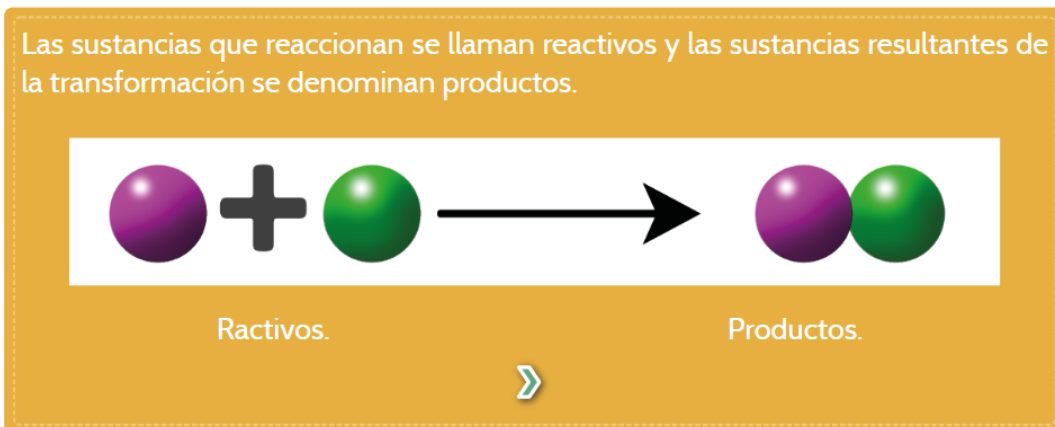 Las sustancias que reaccionan se llaman reactivos y las sustancias resultantes de
la transformación se denominan productos.
Ractivos.
Productos.